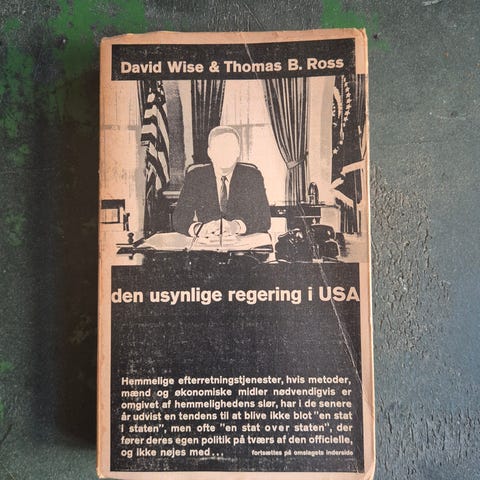 David Wise & Thomas B. Ross
den usynlige regering i USA
Hemmelige efterretningstjenester, hvis metoder,
mænd og økonomiske midler nødvendigvis er
omgivet af hemmelighedens slør, har i de senere
år udvist en tendens til at blive ikke blot "en stat
i staten", men ofte "en stat over staten", der
fører deres egen politik på tværs af den officielle,
og ikke nøjes med... fortsættes på omslagets inderside